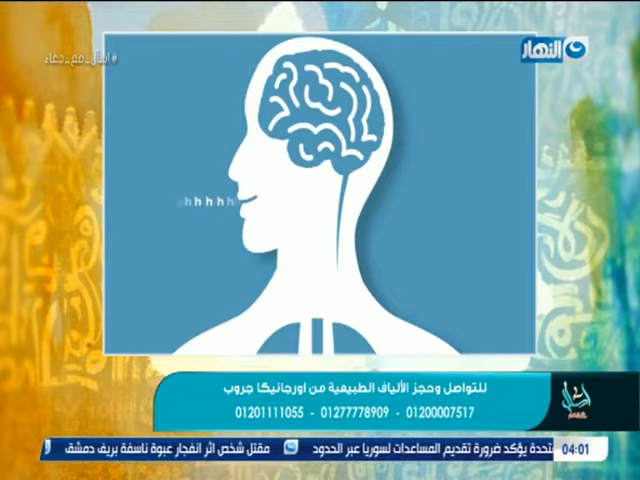 #اسأل_مع_دعاء
النهار
hhhhh
للتواصل وحجز الألياف الطبيعية من اورجانيكا جروب
01201111055 - 01277778909 - 01200007517
04:01
تحدة يؤكد ضرورة تقديم المساعدات لسوريا عبر الحدود
مقتل شخص اثر انفجار عبوة ناسفة بريف دمشق